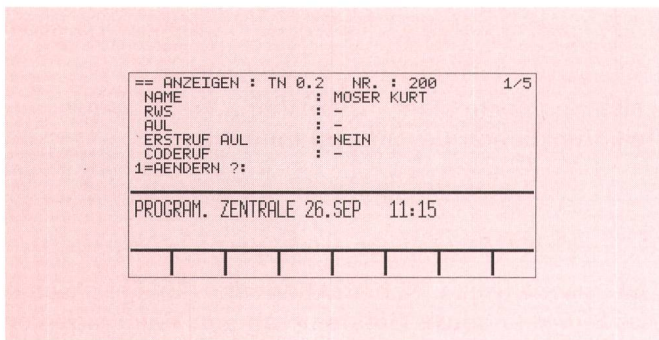 == ANZEIGEN : TN 0.2 NR. : 200 1/5
NAME : MOSER KURT
RWS : -
AUL : -
ERSTRUF AUL : NEIN
CODERUF : -
1=AENDERN ?:
PROGRAM. ZENTRALE 26.SEP 11:15